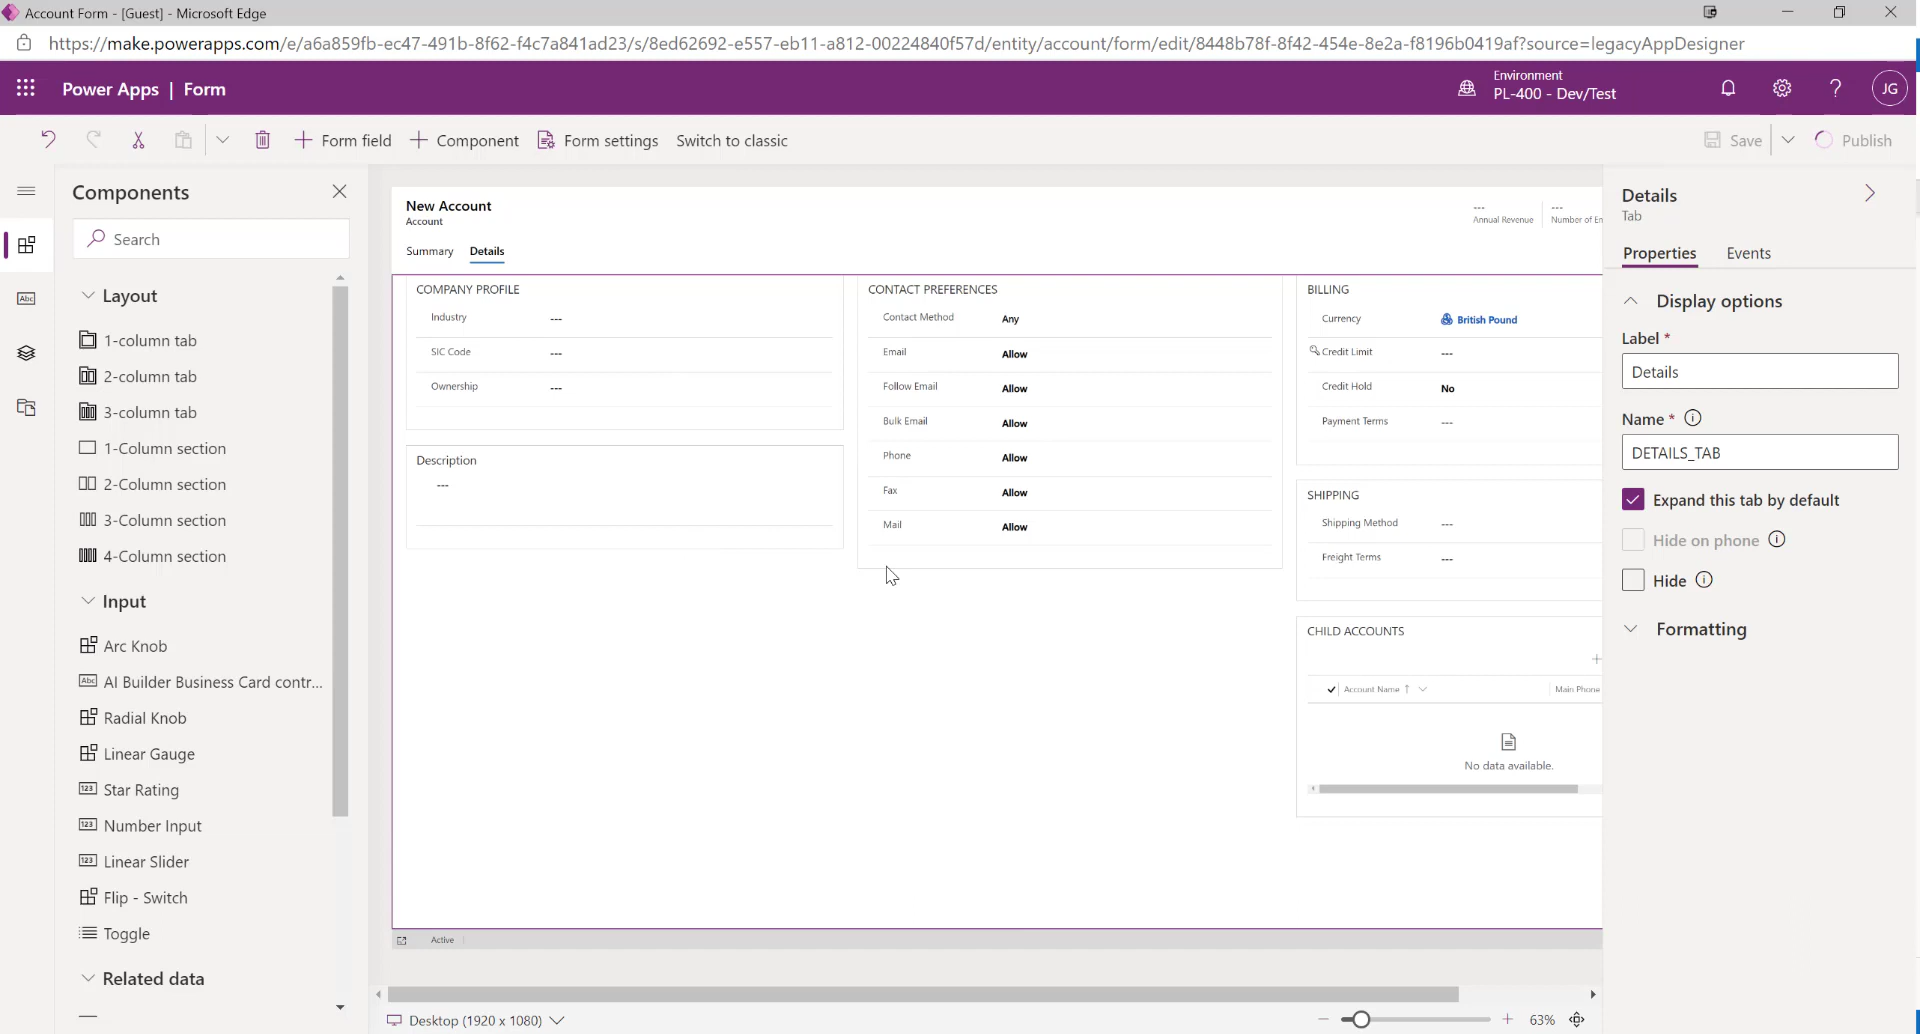 Account Form - [Guest] - Microsoft Edge
https://make.powerapps.com/e/a6a859fb-ec47-491b-8f62-f4c7a841ad23/s/8ed62692-e557-eb11-a812-00224840f57d/entity/account/form/edit/8448b78f-8f42-454e-8e2a-f8196b0419af?source=legacyAppDesigner
Power Apps | Form
Environment
PL-400 - Dev/Test
JG
Form field
Component
Form settings
Switch to classic
Save
Publish
Components
Search
Layout
1-column tab
2-column tab
3-column tab
1-Column section
2-Column section
3-Column section
4-Column section
Input
Arc Knob
Abc AI Builder Business Card contr...
Radial Knob
Linear Gauge
123 Star Rating
123 Number Input
123 Linear Slider
Flip - Switch
Toggle
Related data
Abc
New Account
Account
---
Annual Revenue
---
Number of En
Summary
Details
COMPANY PROFILE
Industry ---
SIC Code ---
Ownership ---
Description
---
CONTACT PREFERENCES
Contact Method Any
Email Allow
Follow Email Allow
Bulk Email Allow
Phone Allow
Fax Allow
Mail Allow
BILLING
Currency British Pound
Credit Limit ---
Credit Hold No
Payment Terms ---
SHIPPING
Shipping Method ---
Freight Terms ---
CHILD ACCOUNTS
Account Name
Main Phone
No data available.
Active
Desktop (1920 x 1080)
63%
Details
Tab
Properties
Events
Display options
Label *
Details
Name *
DETAILS_TAB
Expand this tab by default
Hide on phone
Hide
Formatting